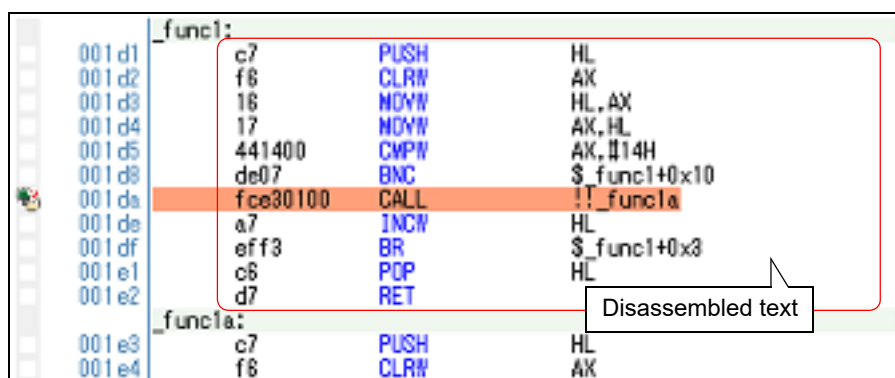 _func1:
001d1 c7 PUSH HL
001d2 f6 CLRW AX
001d3 16 MOVW HL,AX
001d4 17 MOVW AX,HL
001d5 441400 CMPW AX,#14H
001d8 de07 BNC $_func1+0x10
001da fce30100 CALL !!_func1a
001de a7 INCW HL
001df eff3 BR $_func1+0x3
001e1 c6 POP HL
001e2 d7 RET
Disassembled text
_func1a:
001e3 c7 PUSH HL
001e4 f6 CLRW AX